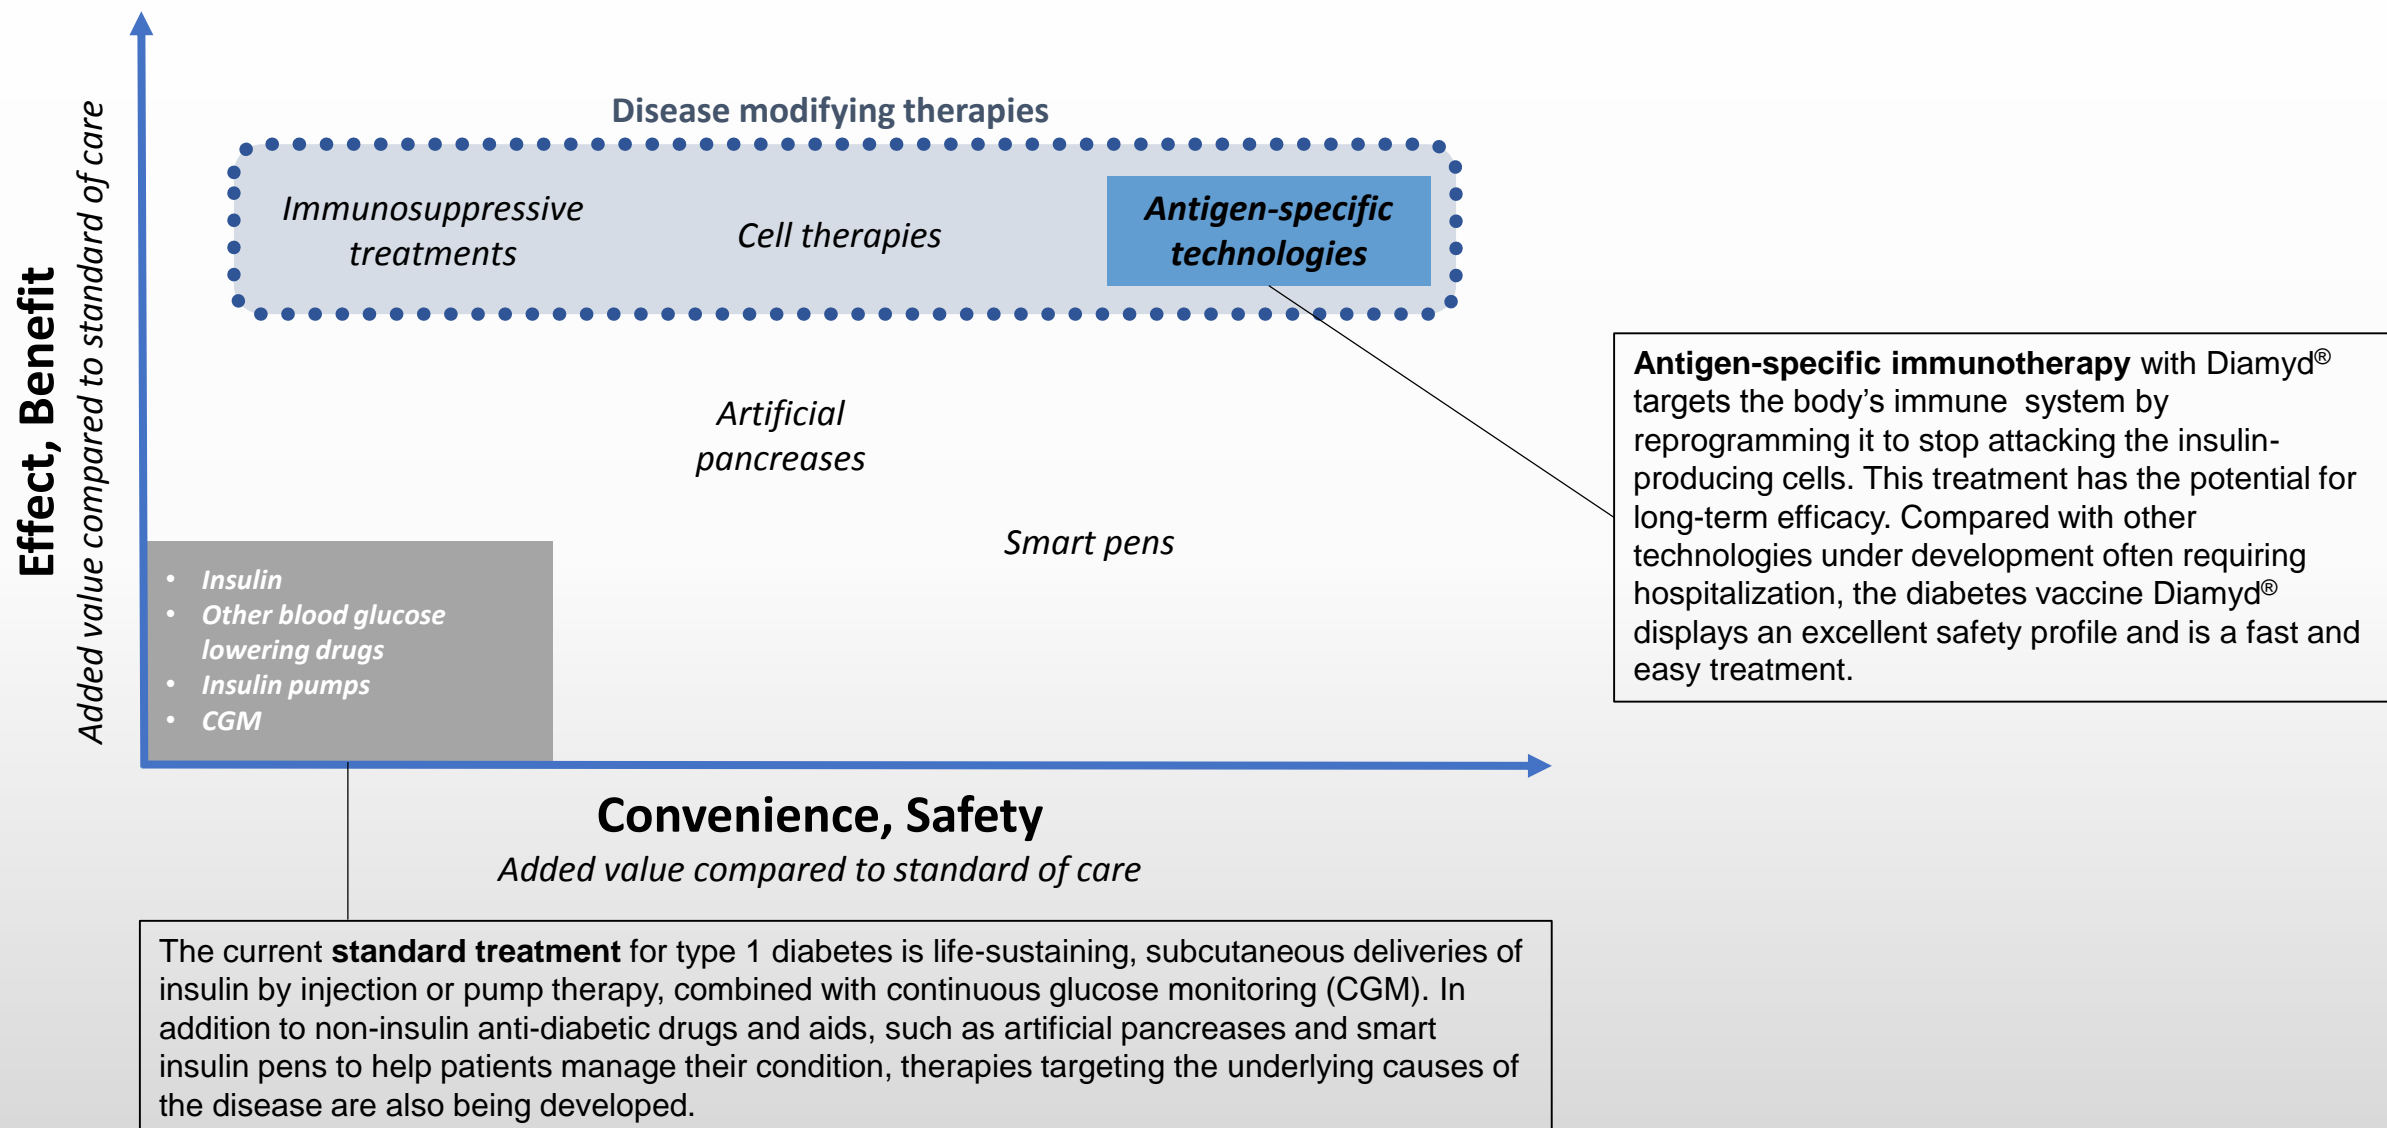 Effect, Benefit
Added value compared to standard of care
Disease modifying therapies
Immunosuppressive
treatments
Cell therapies
Antigen-specific
technologies
Artificial
pancreases
Smart pens
• Insulin
• Other blood glucose
lowering drugs
• Insulin pumps
• CGM
Convenience, Safety
Added value compared to standard of care
Antigen-specific immunotherapy with Diamyd®
targets the body’s immune  system by
reprogramming it to stop attacking the insulin-
producing cells. This treatment has the potential for
long-term efficacy. Compared with other
technologies under development often requiring
hospitalization, the diabetes vaccine Diamyd®
displays an excellent safety profile and is a fast and
easy treatment.
The current standard treatment for type 1 diabetes is life-sustaining, subcutaneous deliveries of
insulin by injection or pump therapy, combined with continuous glucose monitoring (CGM). In
addition to non-insulin anti-diabetic drugs and aids, such as artificial pancreases and smart
insulin pens to help patients manage their condition, therapies targeting the underlying causes of
the disease are also being developed.